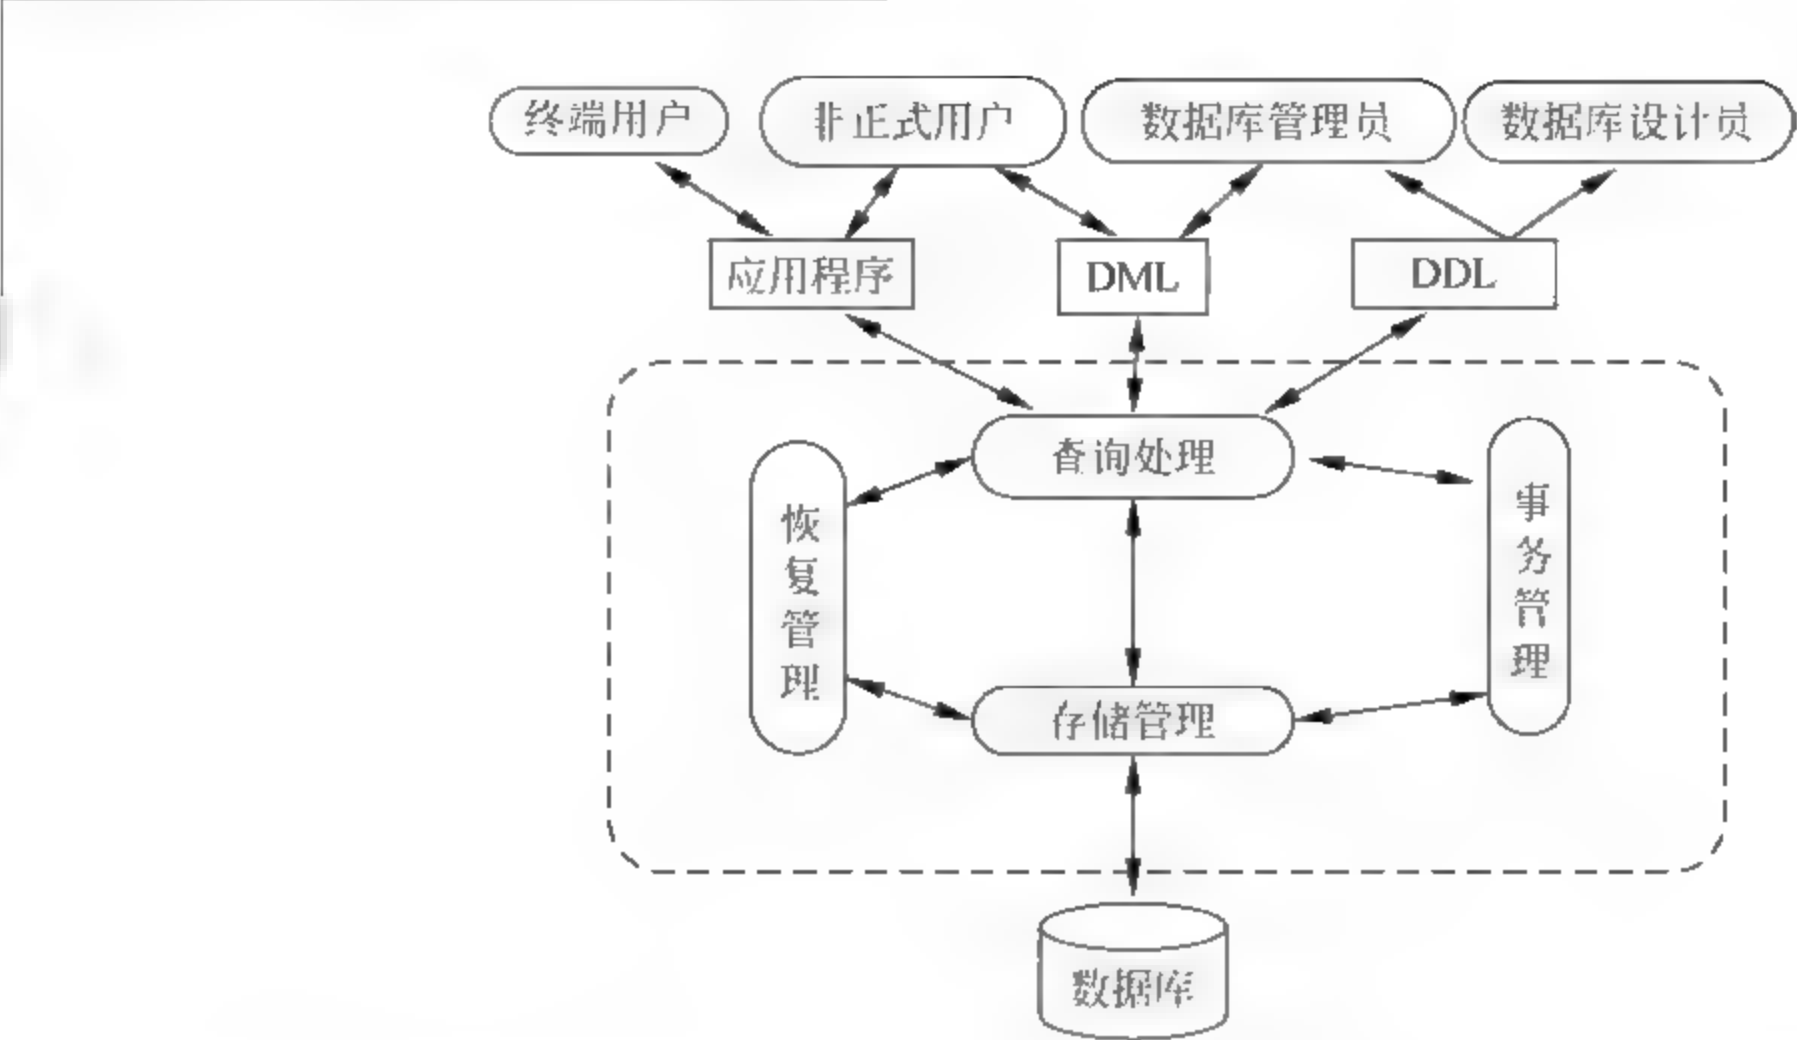 终端用户
非正式用户
数据库管理员
数据库设计员
应用程序
DML
DDL
查询处理
恢复管理
事务管理
存储管理
数据库